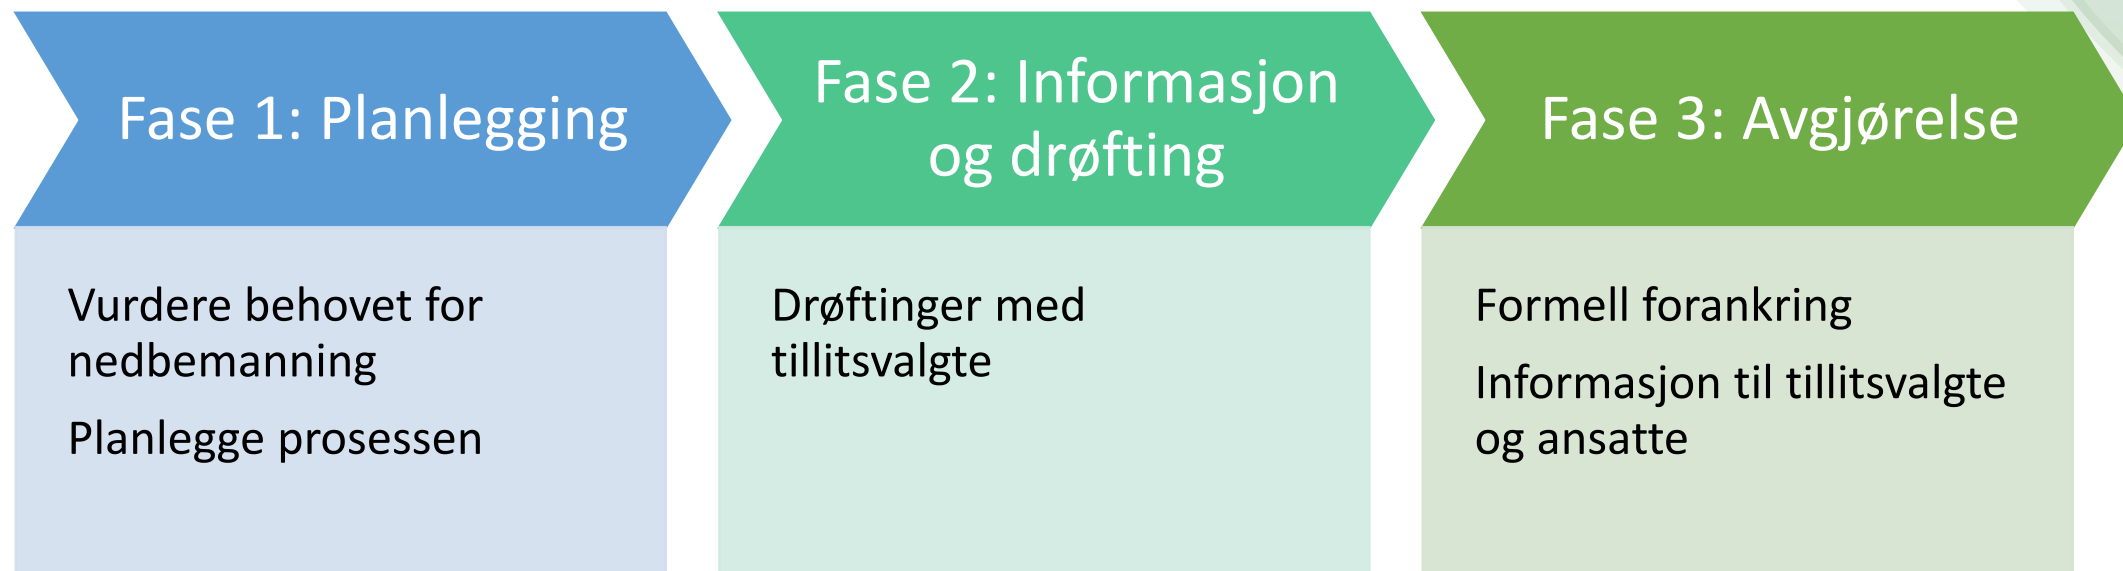 Fase 1: Planlegging
Vurdere behovet for
nedbemanning
Planlegge prosessen
Fase 2: Informasjon
og drøfting
Drøftinger med
tillitsvalgte
Fase 3: Avgjørelse
Formell forankring
Informasjon til tillitsvalgte
og ansatte